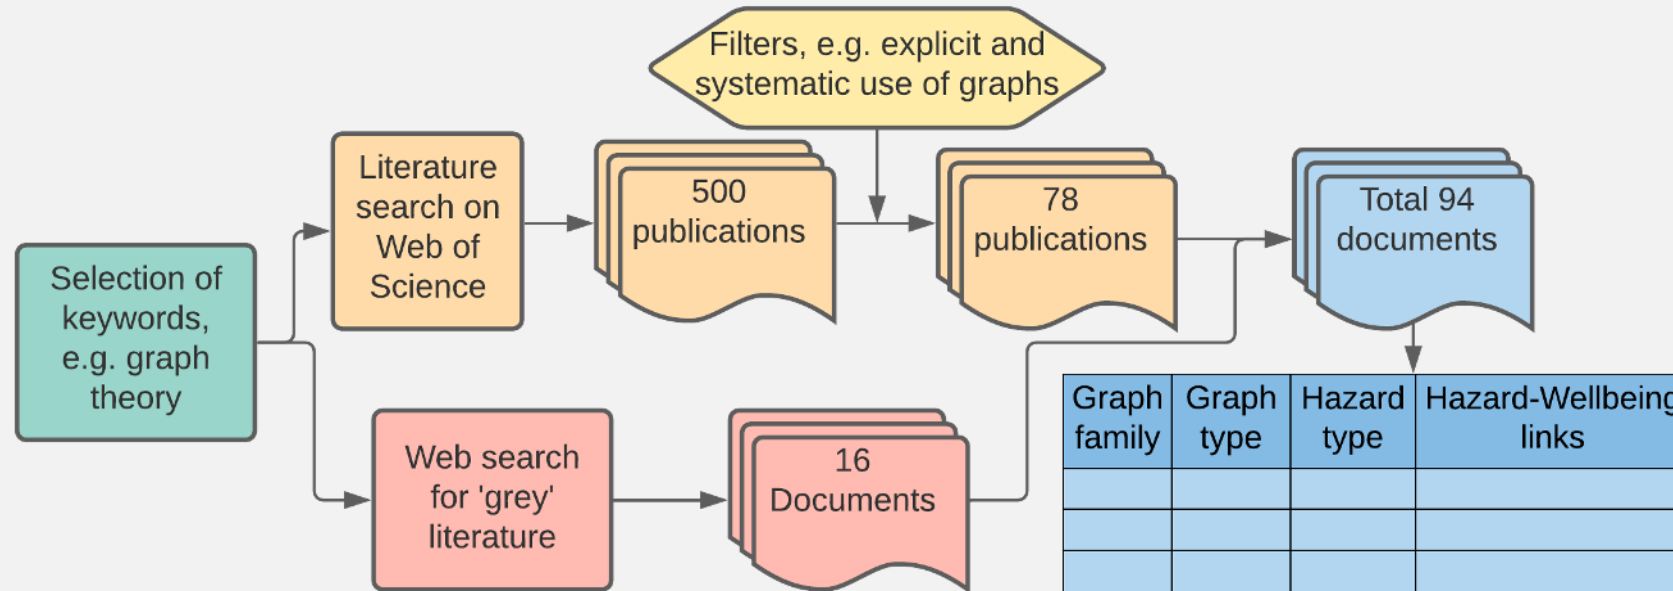 Filters, e.g. explicit and
systematic use of graphs
Literature
search on
Web of
Science
500
publications
78
publications
Total 94
documents
Selection of
keywords,
e.g. graph
theory
Web search
for 'grey'
literature
16
Documents
Graph
family
Graph
type
Hazard
type
Hazard-Wellbeing
links